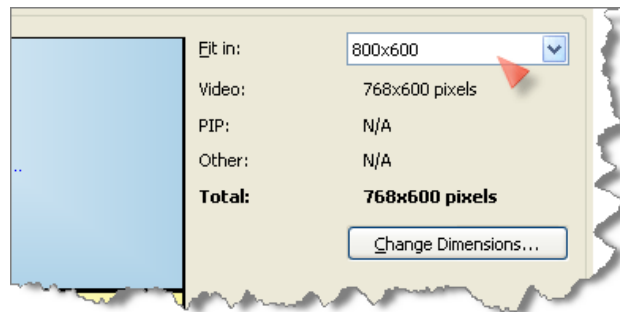 Fit in: 800x600
Video: 768x600 pixels
PIP: N/A
Other: N/A
Total: 768x600 pixels
Change Dimensions...